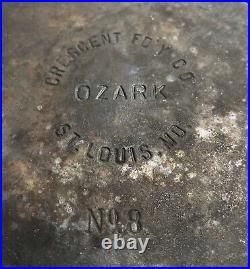 CRESCENT FD'Y CO
OZARK
ST. LOUIS, MO.
No. 8